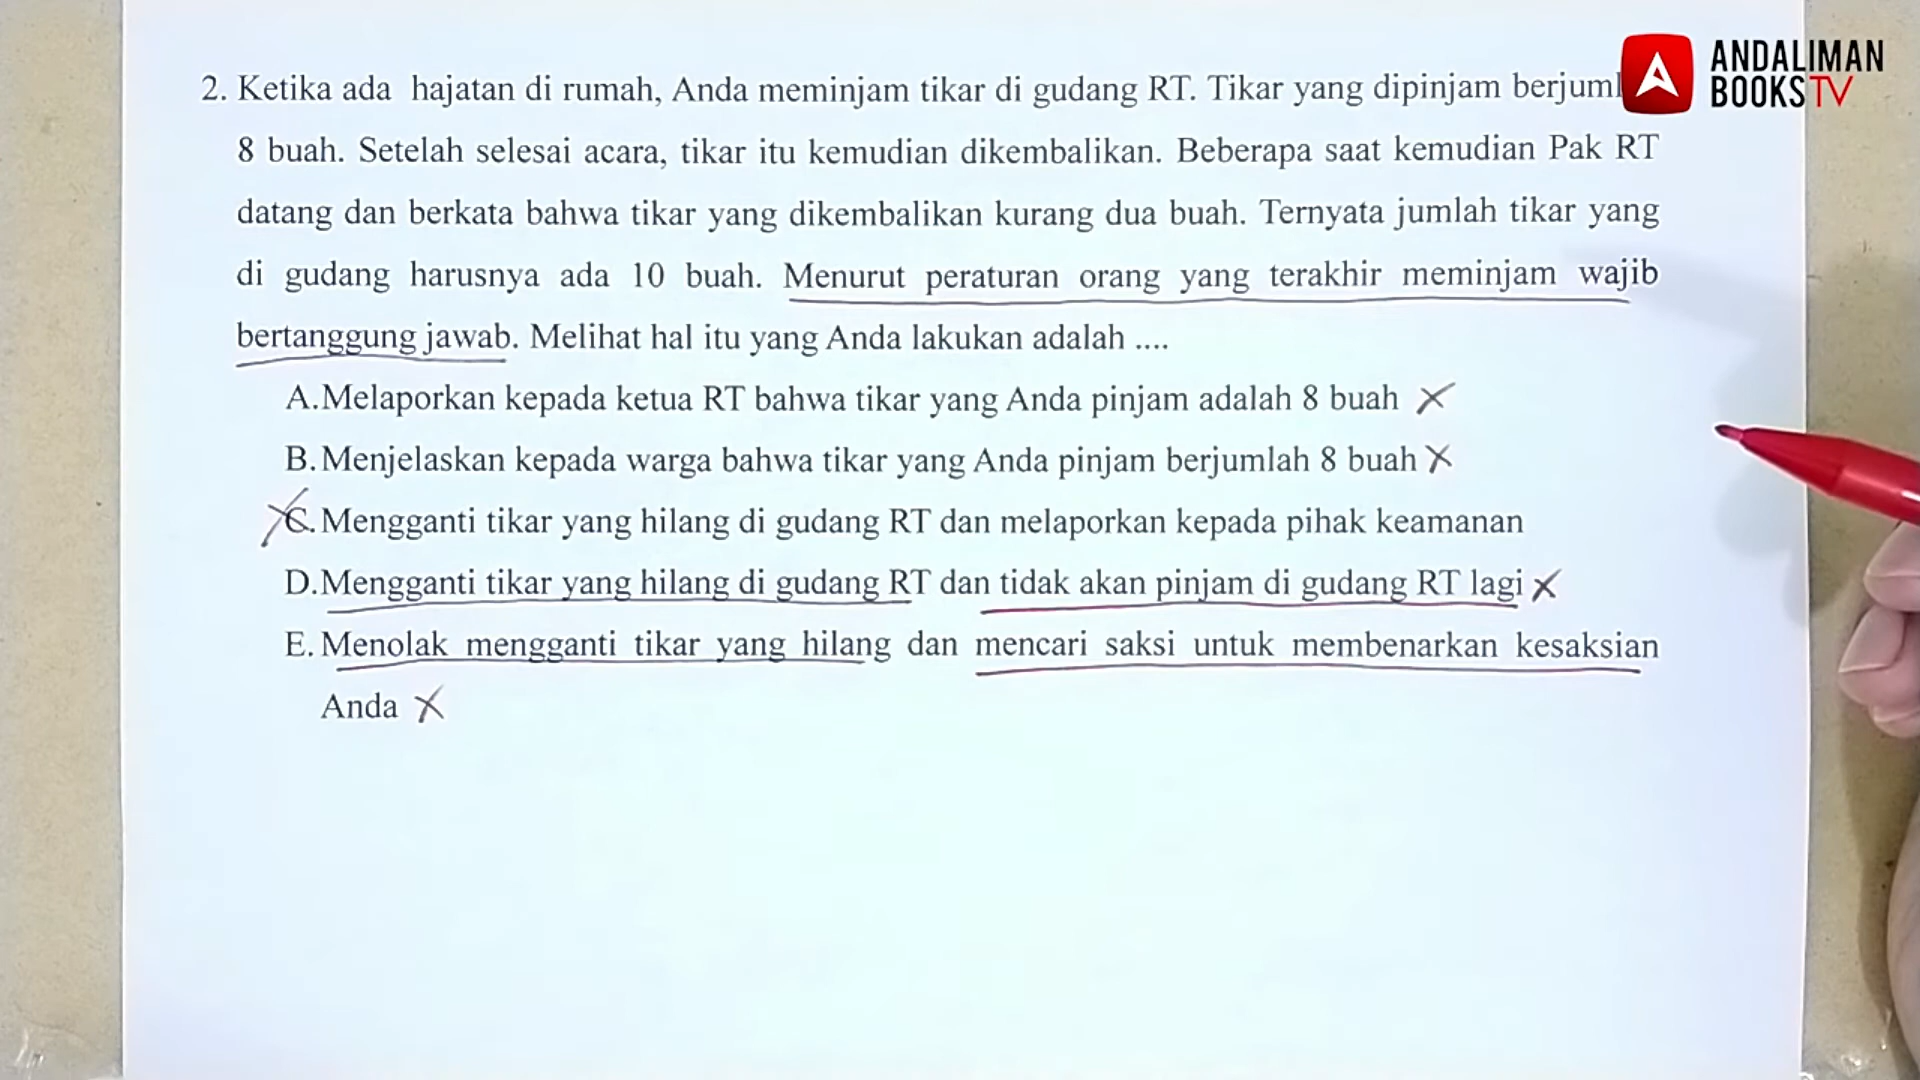 2. Ketika ada hajatan di rumah, Anda meminjam tikar di gudang RT. Tikar yang dipinjam berjuml
8 buah. Setelah selesai acara, tikar itu kemudian dikembalikan. Beberapa saat kemudian Pak RT
datang dan berkata bahwa tikar yang dikembalikan kurang dua buah. Ternyata jumlah tikar yang
di gudang harusnya ada 10 buah. Menurut peraturan orang yang terakhir meminjam wajib
bertanggung jawab. Melihat hal itu yang Anda lakukan adalah ....
A.Melaporkan kepada ketua RT bahwa tikar yang Anda pinjam adalah 8 buah
B.Menjelaskan kepada warga bahwa tikar yang Anda pinjam berjumlah 8 buah
C.Mengganti tikar yang hilang di gudang RT dan melaporkan kepada pihak keamanan
D.Mengganti tikar yang hilang di gudang RT dan tidak akan pinjam di gudang RT lagi
E. Menolak mengganti tikar yang hilang dan mencari saksi untuk membenarkan kesaksian
Anda
ANDALIMAN
BOOKSTV